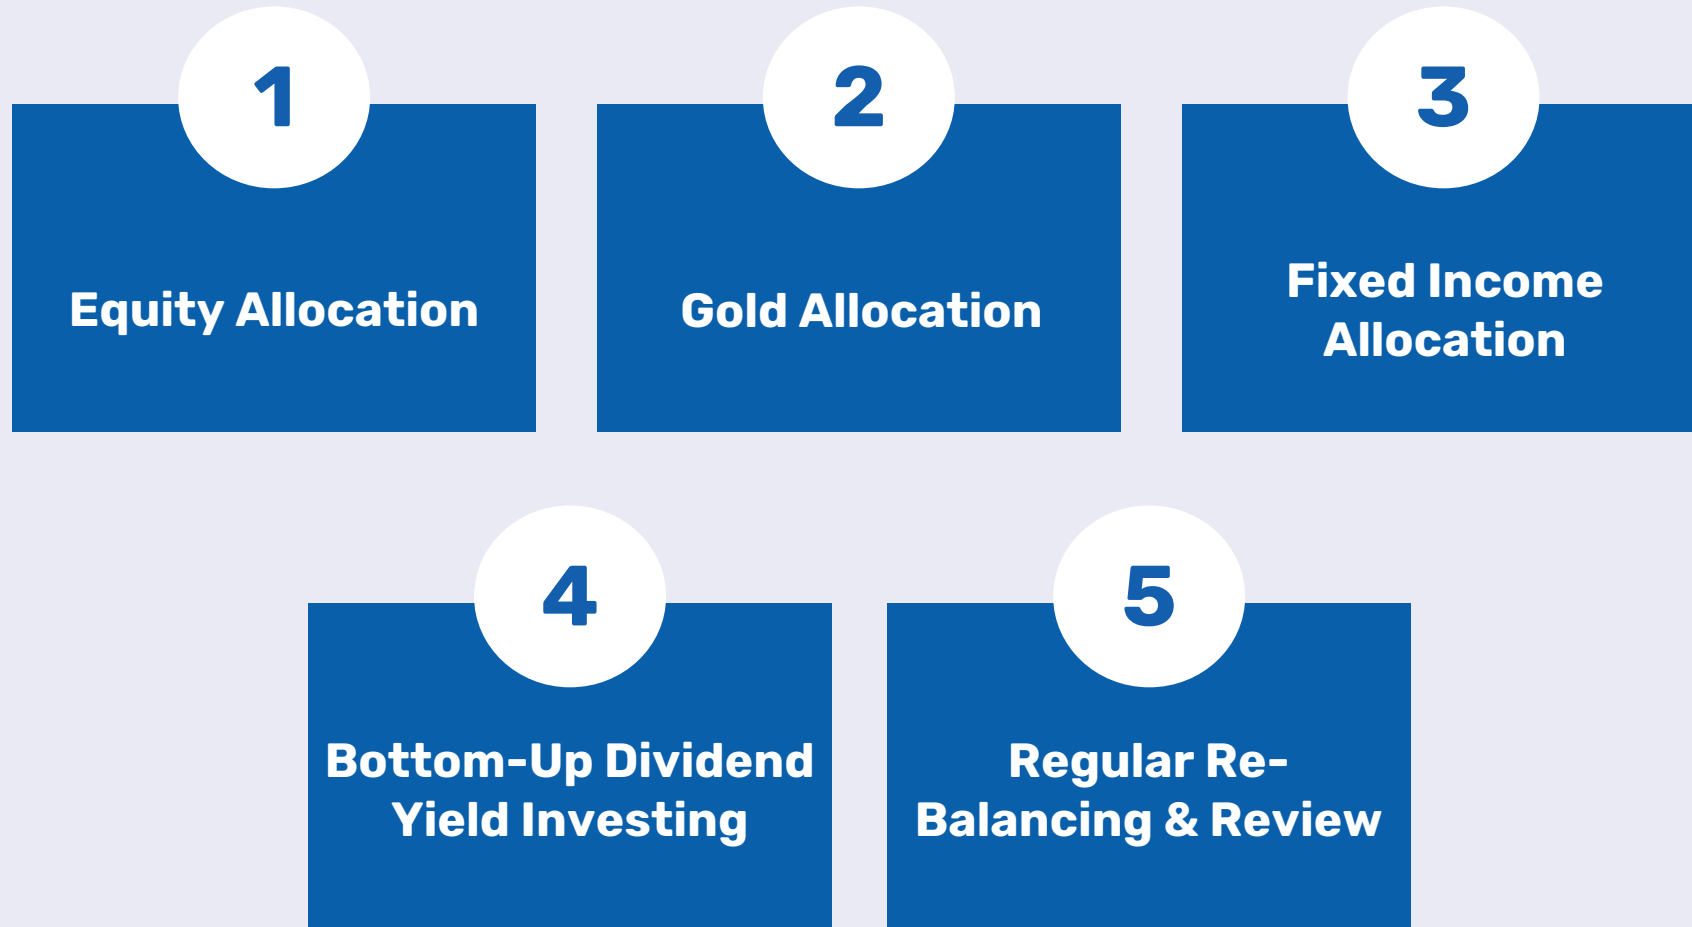 1
Equity Allocation
2
Gold Allocation
3
Fixed Income
Allocation
4
Bottom-Up Dividend
Yield Investing
5
Regular Re-
Balancing & Review